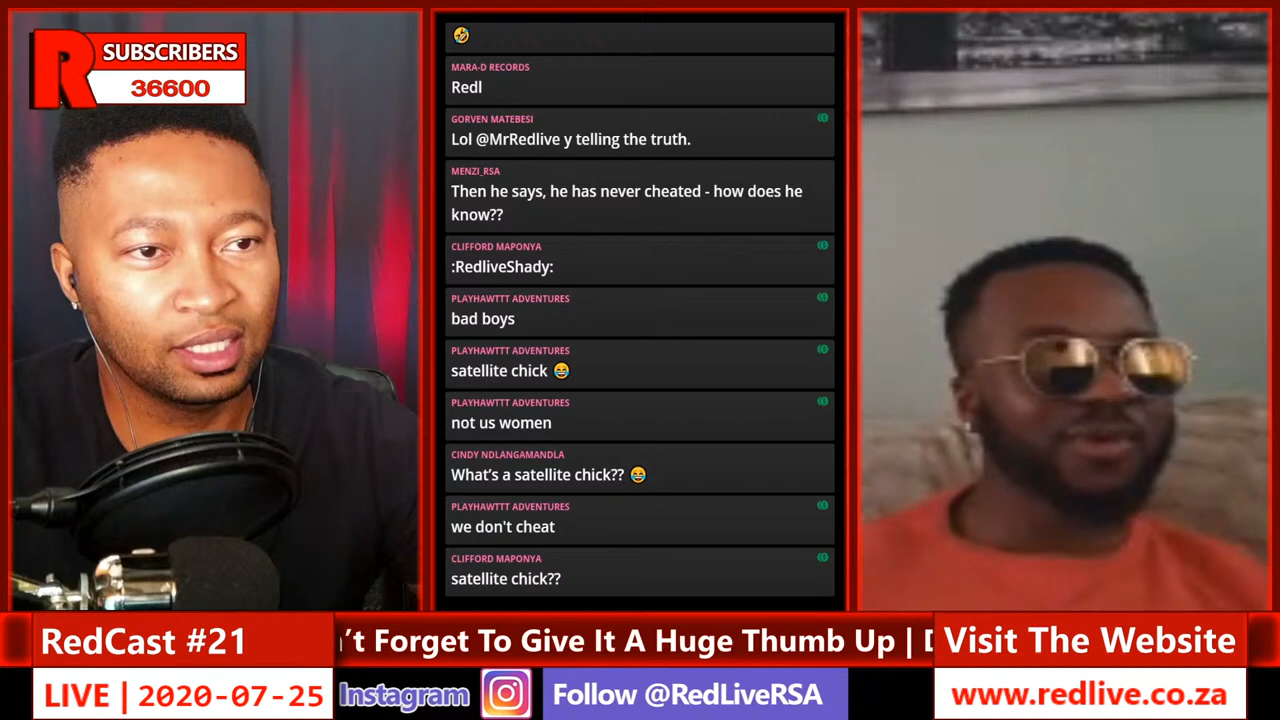 R
SUBSCRIBERS
36600
MARA-D RECORDS
Redl
GORVEN MATEBESI
Lol @MrRedlive y telling the truth.
MENZI_RSA
Then he says, he has never cheated - how does he
know??
CLIFFORD MAPONYA
:RedliveShady:
PLAYHAWTTT ADVENTURES
bad boys
PLAYHAWTTT ADVENTURES
satellite chick 😂
PLAYHAWTTT ADVENTURES
not us women
CINDY NDLANGAMANDLA
What's a satellite chick?? 😂
PLAYHAWTTT ADVENTURES
we don't cheat
CLIFFORD MAPONYA
satellite chick??
RedCast #21
't Forget To Give It A Huge Thumb Up | D
Visit The Website
LIVE | 2020-07-25
Instagram
Follow @RedLiveRSA
www.redlive.co.za